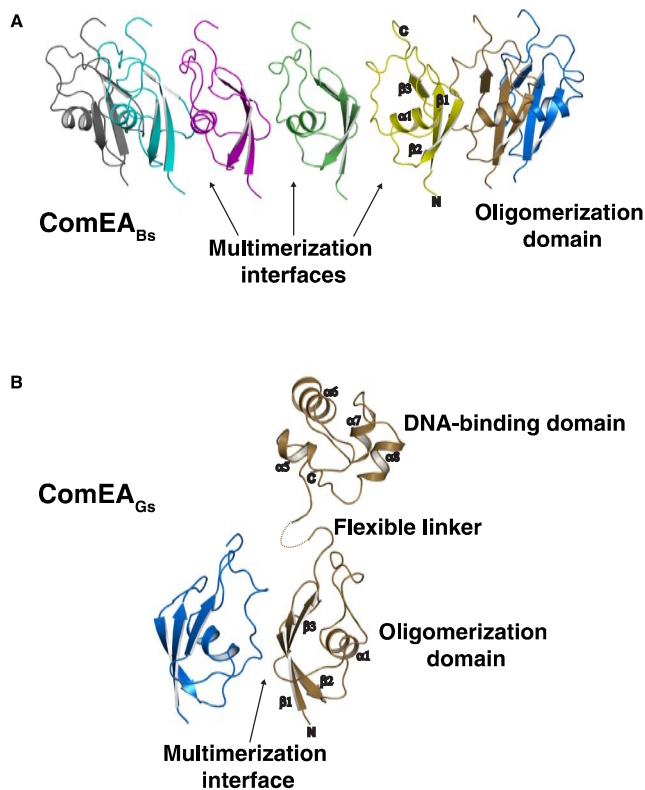 A
C
β3
β1
α1
β2
N
ComEABs
Multimerization
interfaces
Oligomerization
domain
B
α6
DNA-binding domain
α7
α5
α8
C
ComEAGs
Flexible linker
β3
Oligomerization
domain
α1
β2
β1
N
Multimerization
interface